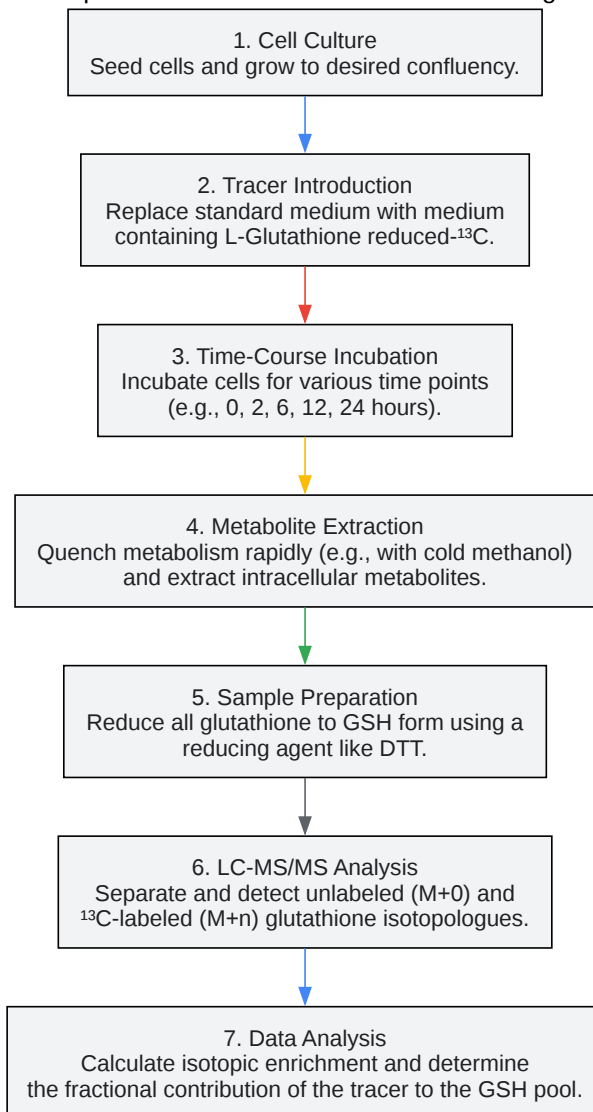 1. Cell Culture
Seed cells and grow to desired confluency.
2. Tracer Introduction
Replace standard medium with medium
containing L-Glutathione reduced-¹³C.
3. Time-Course Incubation
Incubate cells for various time points
(e.g., 0, 2, 6, 12, 24 hours).
4. Metabolite Extraction
Quench metabolism rapidly (e.g., with cold methanol)
and extract intracellular metabolites.
5. Sample Preparation
Reduce all glutathione to GSH form using a
reducing agent like DTT.
6. LC-MS/MS Analysis
Separate and detect unlabeled (M+0) and
¹³C-labeled (M+n) glutathione isotopologues.
7. Data Analysis
Calculate isotopic enrichment and determine
the fractional contribution of the tracer to the GSH pool.